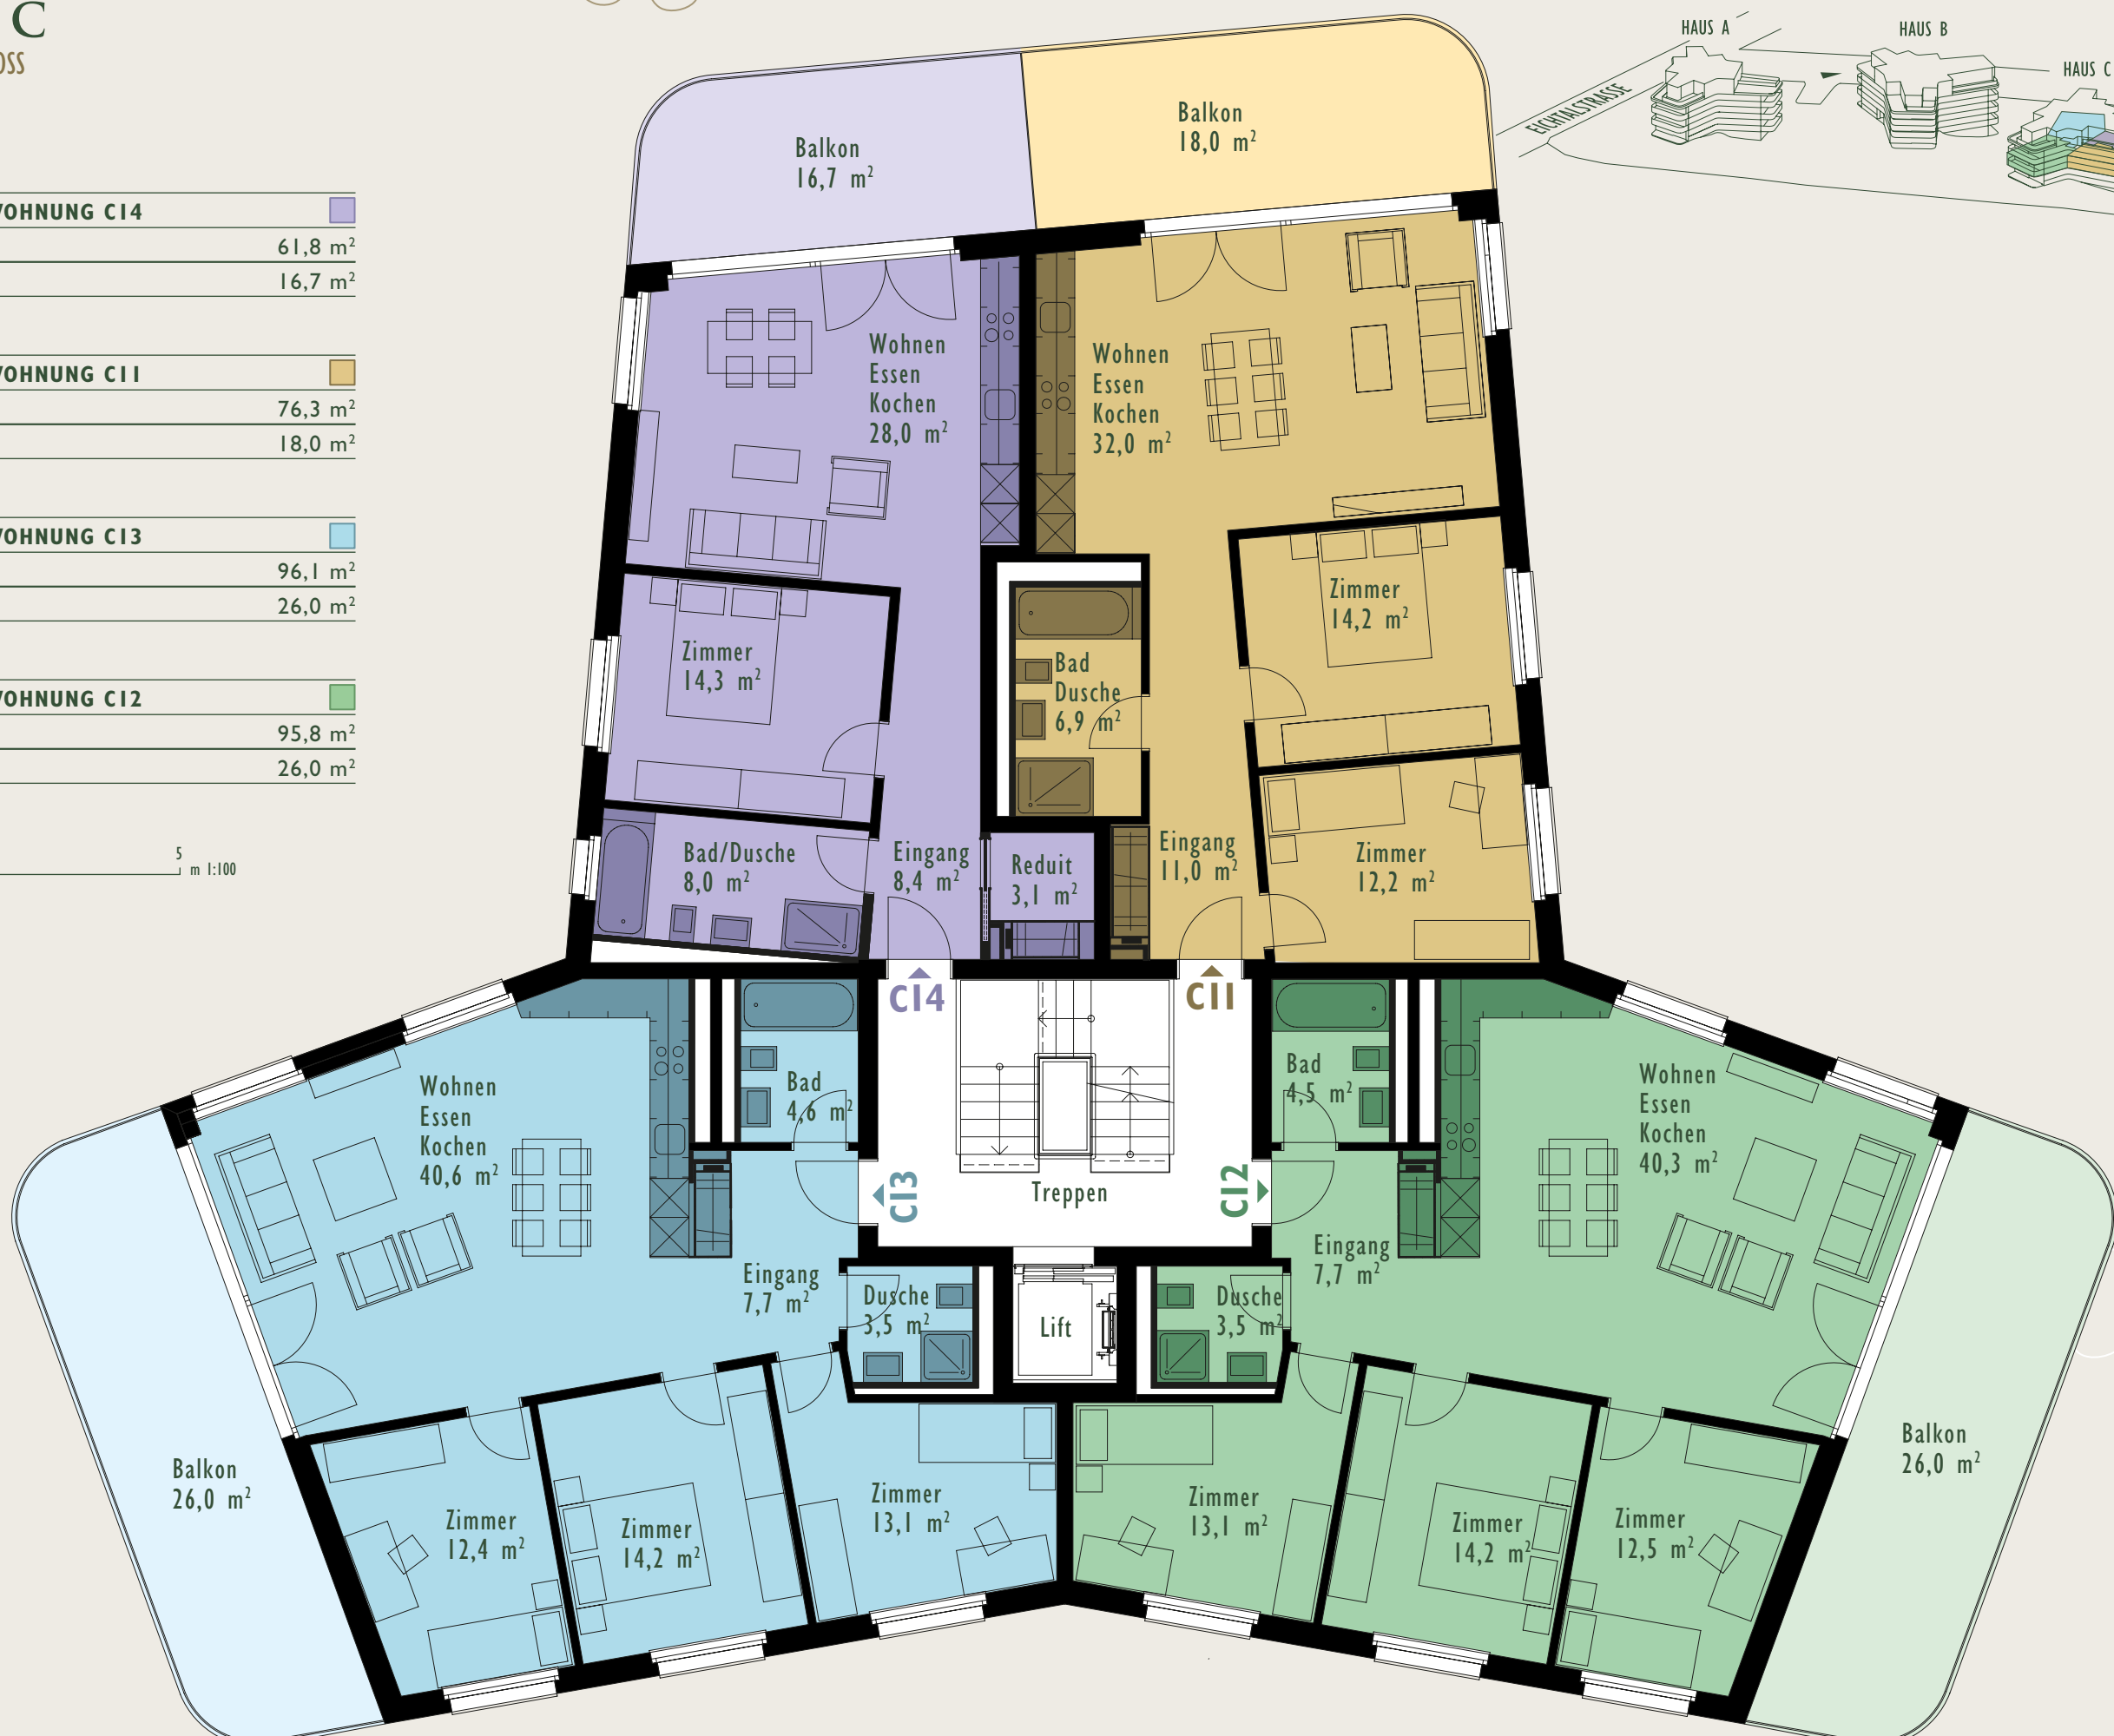 C
OSS
HAUS A
HAUS B
HAUS C
EICHTALSTRASSE
WOHNUNG C14
61,8 m²
16,7 m²
WOHNUNG C11
76,3 m²
18,0 m²
WOHNUNG C13
96,1 m²
26,0 m²
WOHNUNG C12
95,8 m²
26,0 m²
5
m 1:100
Balkon
16,7 m²
Balkon
18,0 m²
Wohnen
Essen
Kochen
28,0 m²
Wohnen
Essen
Kochen
32,0 m²
Zimmer
14,3 m²
Bad
Dusche
6,9 m²
Zimmer
14,2 m²
Bad/Dusche
8,0 m²
Eingang
8,4 m²
Reduit
3,1 m²
Eingang
11,0 m²
Zimmer
12,2 m²
C14
C11
Wohnen
Essen
Kochen
40,6 m²
Bad
4,6 m²
C13
Treppen
C12
Bad
4,5 m²
Wohnen
Essen
Kochen
40,3 m²
Eingang
7,7 m²
Dusche
3,5 m²
Lift
Dusche
3,5 m²
Eingang
7,7 m²
Balkon
26,0 m²
Zimmer
12,4 m²
Zimmer
14,2 m²
Zimmer
13,1 m²
Zimmer
13,1 m²
Zimmer
14,2 m²
Zimmer
12,5 m²
Balkon
26,0 m²